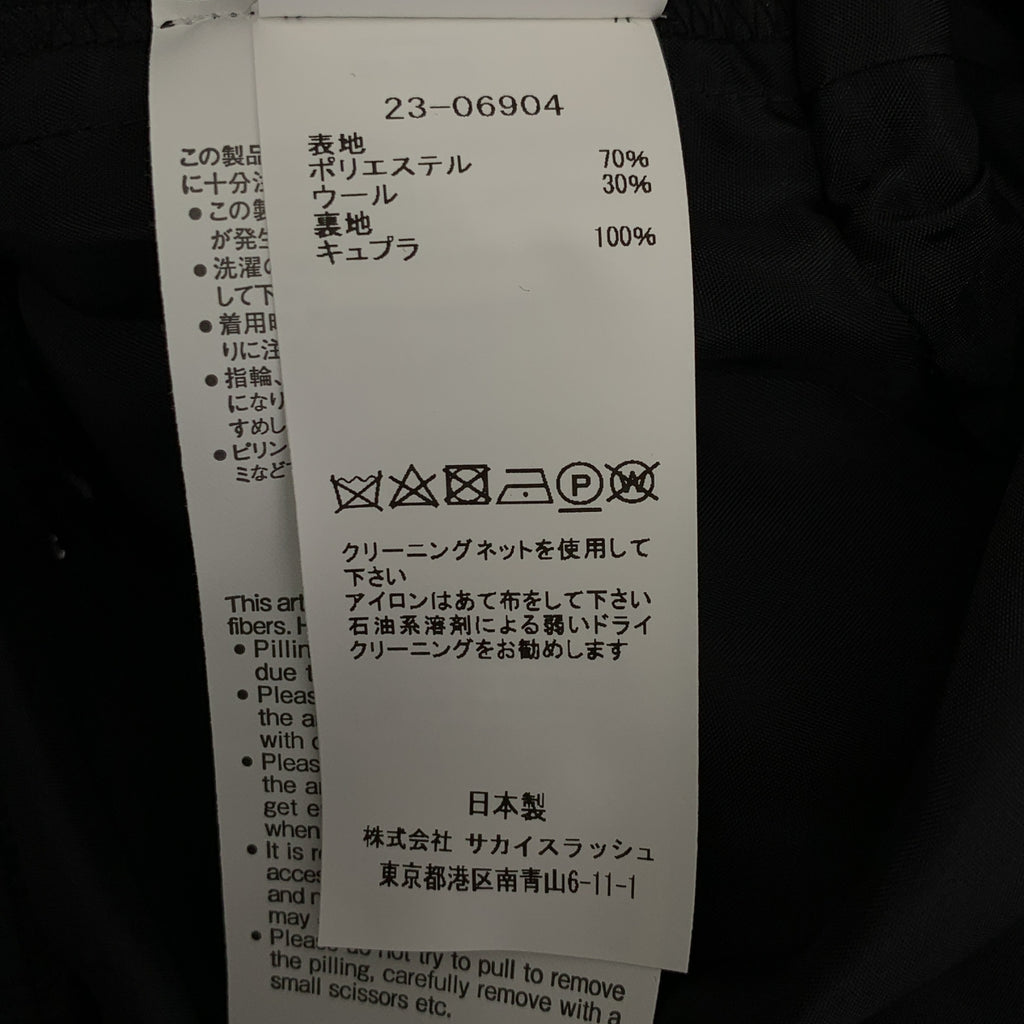 23-06904
表地
ポリエステル 70%
ウール 30%
裏地
キュプラ 100%
P W
クリーニングネットを使用して
下さい
アイロンはあて布をして下さい
石油系溶剤による弱いドライ
クリーニングをお勧めします
日本製
株式会社 サカイスラッシュ
東京都港区南青山6-11-1
この製品
に十分
● この
が発生
● 洗濯
して下
● 着用
りに注
● 指輪、
になり
すめし
● ピリン
ミなど
This art
fibers.
● Pillin
due t
● Pleas
the a
with
● Pleas
the a
get e
when
● It is
acces
and
may
● Please do not try to pull to remove
the pilling, carefully remove with a
small scissors etc.